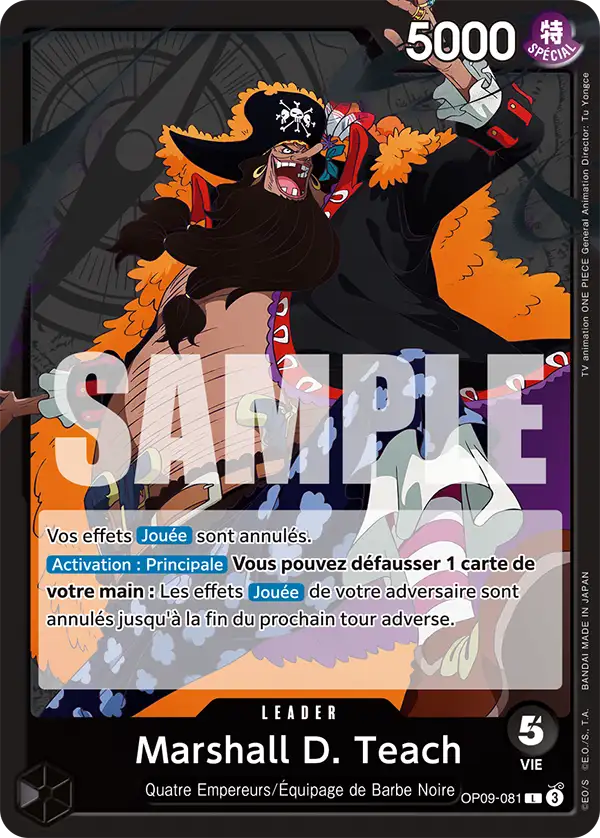 5000
特
SPÉCIAL
TV animation ONE PIECE General Animation Director: Tu Yongce
SAMPLE
Vos effets Jouée sont annulés.
Activation : Principale Vous pouvez défausser 1 carte de
votre main : Les effets Jouée de votre adversaire sont
annulés jusqu'à la fin du prochain tour adverse.
©E.O./S., T.A. BANDAI MADE IN JAPAN
©EO/S
LEADER
Marshall D. Teach
5
VIE
Quatre Empereurs/Équipage de Barbe Noire
OP09-081 L 3